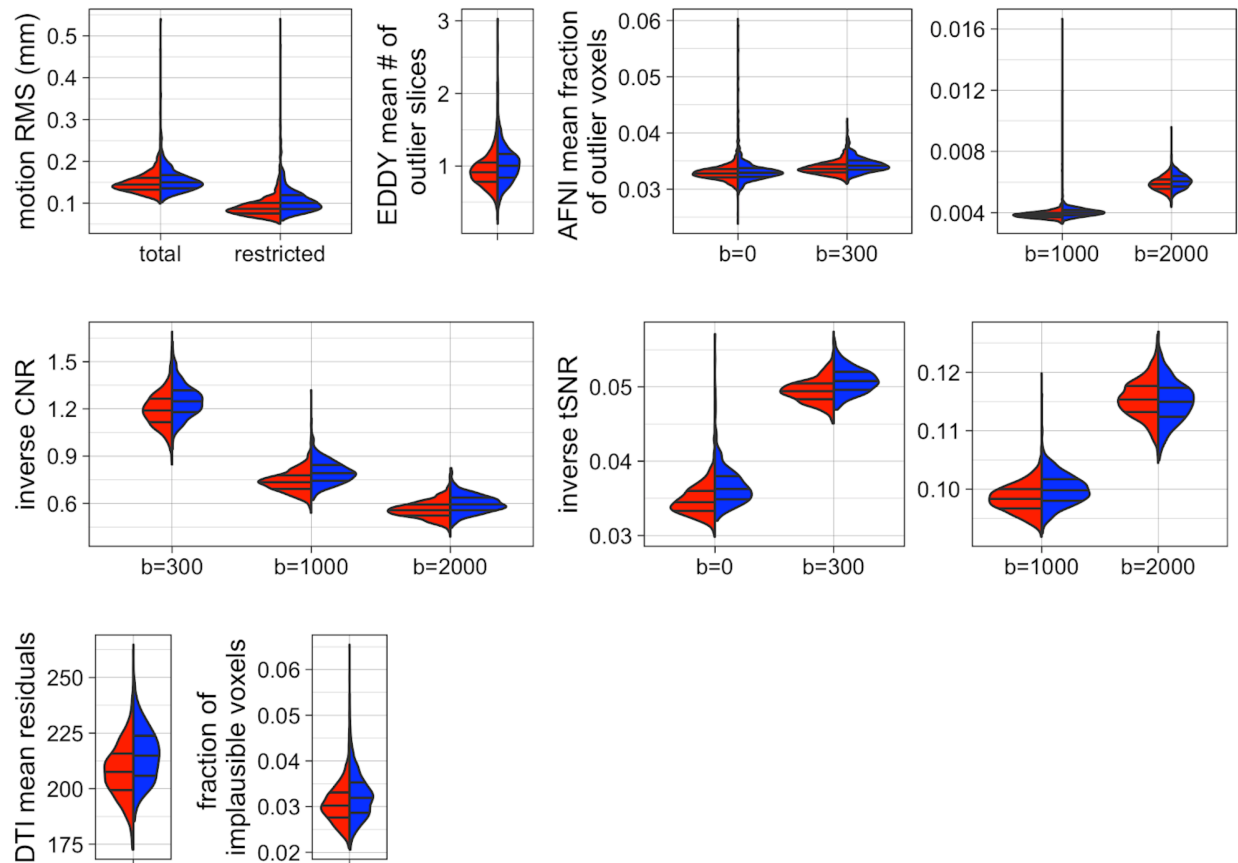 motion RMS (mm)
0.5
0.4
0.3
0.2
0.1
total restricted
EDDY mean # of
outlier slices
3
2
1
AFNI mean fraction
of outlier voxels
0.06
0.05
0.04
0.03
b=0 b=300
0.016
0.012
0.008
0.004
b=1000 b=2000
inverse CNR
1.5
1.2
0.9
0.6
b=300 b=1000 b=2000
inverse tSNR
0.05
0.04
0.03
b=0 b=300
0.12
0.11
0.10
b=1000 b=2000
DTI mean residuals
250
225
200
175
fraction of
implausible voxels
0.06
0.05
0.04
0.03
0.02